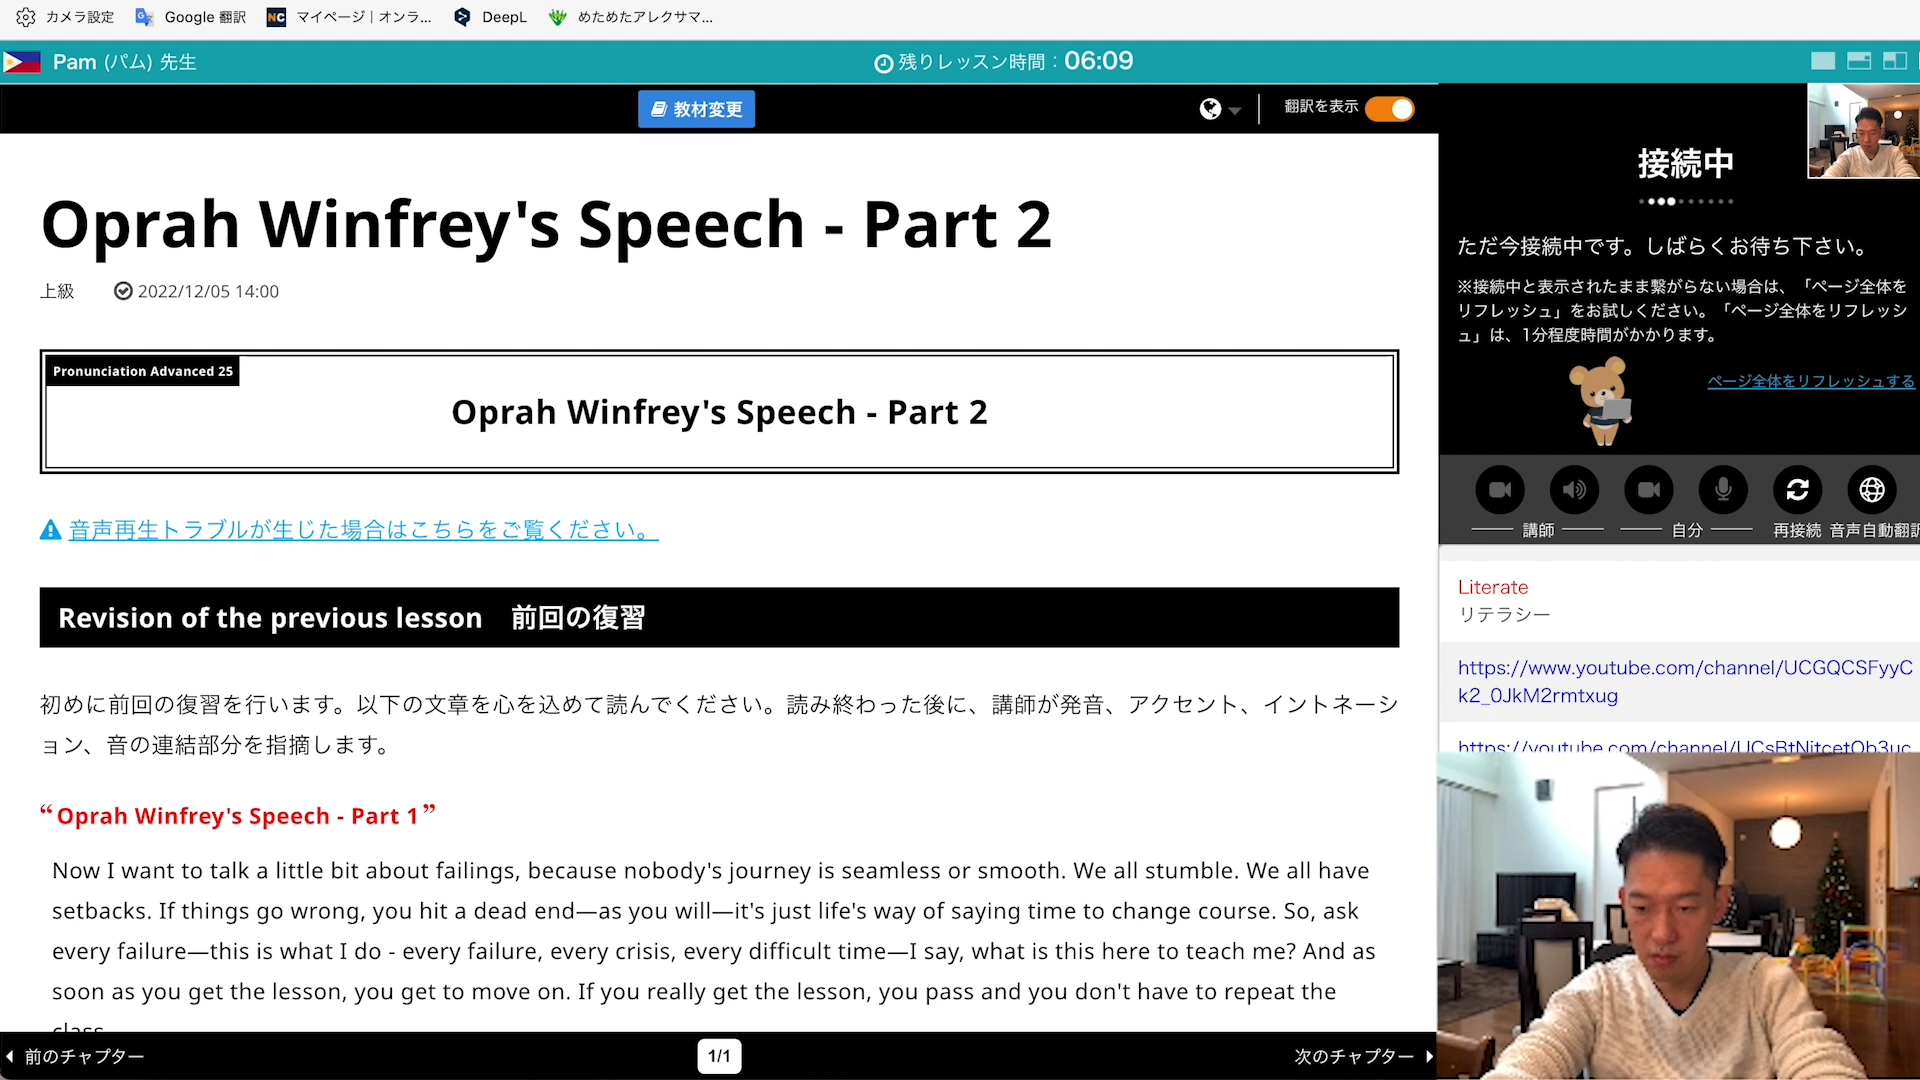 カメラ設定 Google 翻訳 NC マイページ｜オンラ... DeepL めためたアレクサマ...
Pam (パム) 先生 残りレッスン時間：06:09
教材変更 翻訳を表示
Oprah Winfrey's Speech - Part 2
上級 2022/12/05 14:00
Pronunciation Advanced 25
Oprah Winfrey's Speech - Part 2
音声再生トラブルが生じた場合はこちらをご覧ください。
Revision of the previous lesson 前回の復習
初めに前回の復習を行います。以下の文章を心を込めて読んでください。読み終わった後に、講師が発音、アクセント、イントネーシ
ョン、音の連結部分を指摘します。
“Oprah Winfrey's Speech - Part 1”
Now I want to talk a little bit about failings, because nobody's journey is seamless or smooth. We all stumble. We all have
setbacks. If things go wrong, you hit a dead end—as you will—it's just life's way of saying time to change course. So, ask
every failure—this is what I do - every failure, every crisis, every difficult time—I say, what is this here to teach me? And as
soon as you get the lesson, you get to move on. If you really get the lesson, you pass and you don't have to repeat the
class
前のチャプター 1/1 次のチャプター
接続中
ただ今接続中です。しばらくお待ち下さい。
※接続中と表示されたまま繋がらない場合は、「ページ全体を
リフレッシュ」をお試しください。「ページ全体をリフレッシ
ュ」は、1分程度時間がかかります。
ページ全体をリフレッシュする
講師 自分 再接続 音声自動翻訳
Literate
リテラシー
https://www.youtube.com/channel/UCGQCSFyyC
k2_0JkM2rmtxug
https://youtube.com/channel/UCsBtNitcetOb3uc